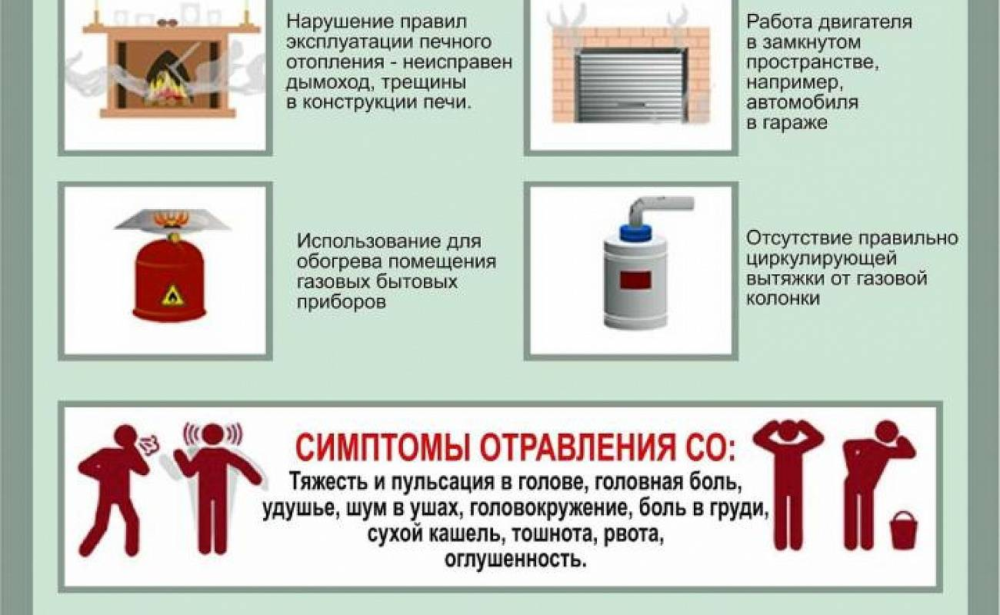 Нарушение правил
эксплуатации печного
отопления - неисправен
дымоход, трещины
в конструкции печи.
Работа двигателя
в замкнутом
пространстве,
например,
автомобиля
в гараже
Использование для
обогрева помещения
газовых бытовых
приборов
Отсутствие правильно
циркулирующей
вытяжки от газовой
колонки
СИМПТОМЫ ОТРАВЛЕНИЯ СО:
Тяжесть и пульсация в голове, головная боль,
удушье, шум в ушах, головокружение, боль в груди,
сухой кашель, тошнота, рвота,
оглушенность.